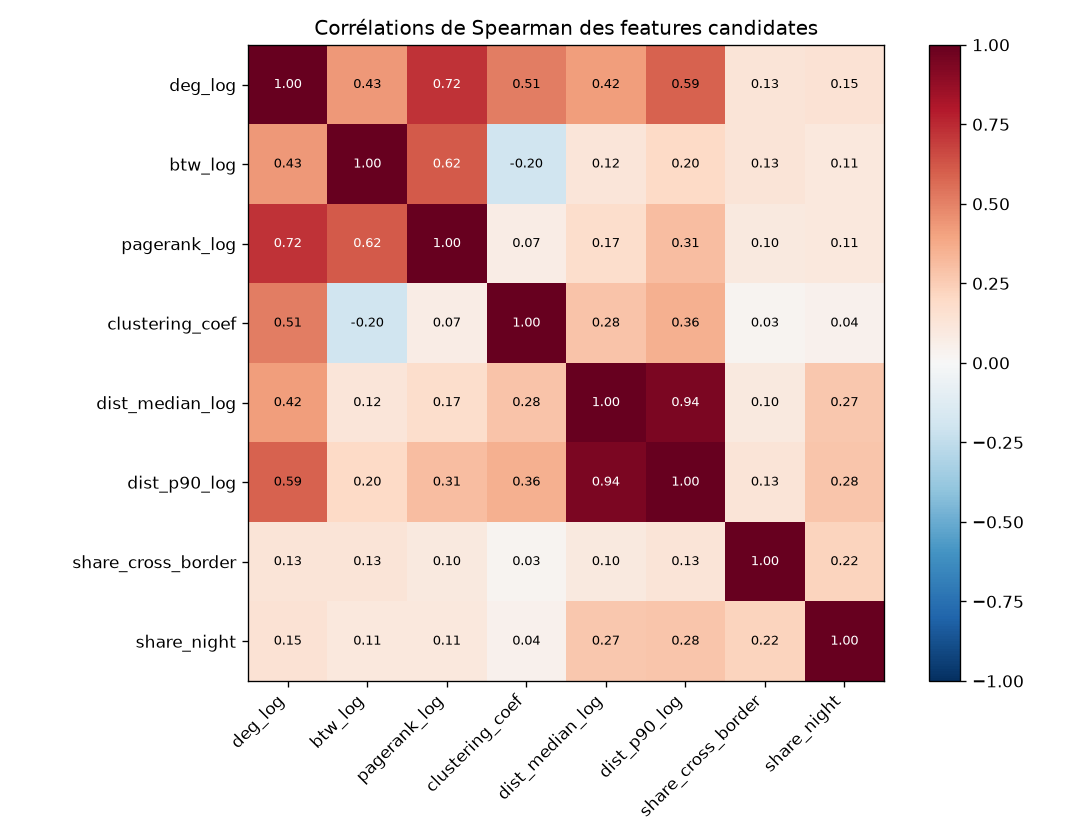 Corrélations de Spearman des features candidates
deg_log 1.00 0.43 0.72 0.51 0.42 0.59 0.13 0.15
btw_log 0.43 1.00 0.62 -0.20 0.12 0.20 0.13 0.11
pagerank_log 0.72 0.62 1.00 0.07 0.17 0.31 0.10 0.11
clustering_coef 0.51 -0.20 0.07 1.00 0.28 0.36 0.03 0.04
dist_median_log 0.42 0.12 0.17 0.28 1.00 0.94 0.10 0.27
dist_p90_log 0.59 0.20 0.31 0.36 0.94 1.00 0.13 0.28
share_cross_border 0.13 0.13 0.10 0.03 0.10 0.13 1.00 0.22
share_night 0.15 0.11 0.11 0.04 0.27 0.28 0.22 1.00
deg_log
btw_log
pagerank_log
clustering_coef
dist_median_log
dist_p90_log
share_cross_border
share_night
1.00
0.75
0.50
0.25
0.00
−0.25
−0.50
−0.75
−1.00